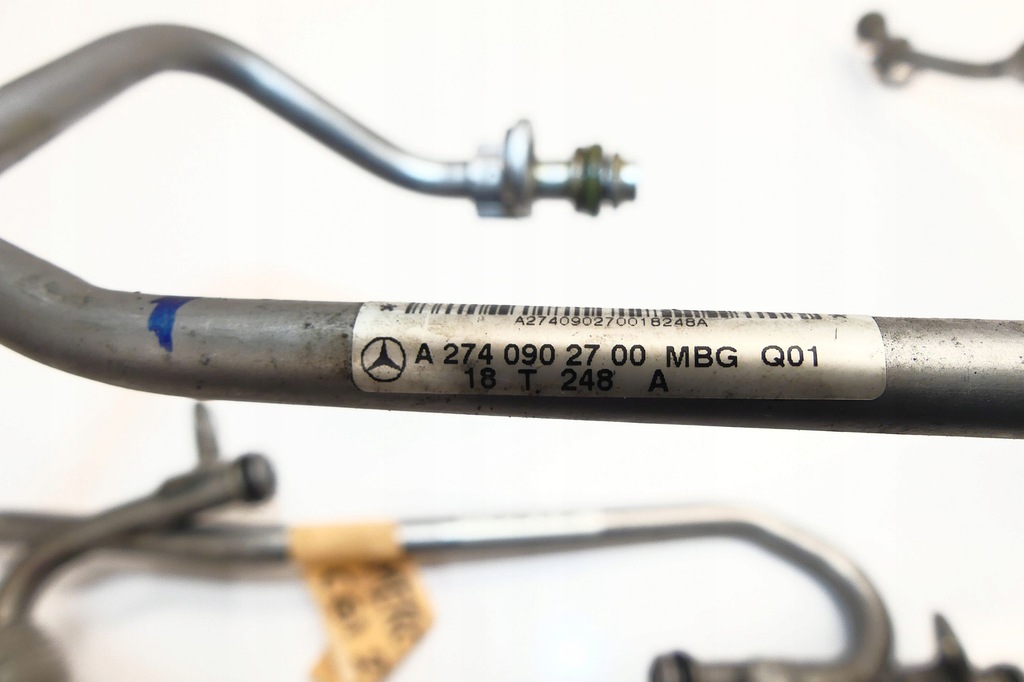 * *
A274090270018248A
A 274 090 27 00 MBG Q01
18 T 248 A